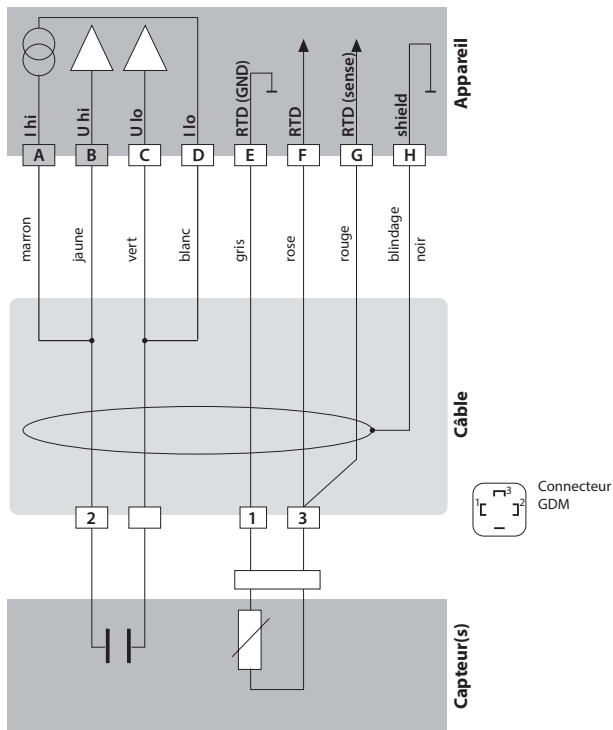 Appareil
I hi
U hi
U lo
I lo
RTD (GND)
RTD
RTD (sense)
shield
A
B
C
D
E
F
G
H
marron
jaune
vert
blanc
gris
rose
rouge
blindage
noir
Câble
2
1
3
Connecteur
GDM
1
3
2
Capteur(s)